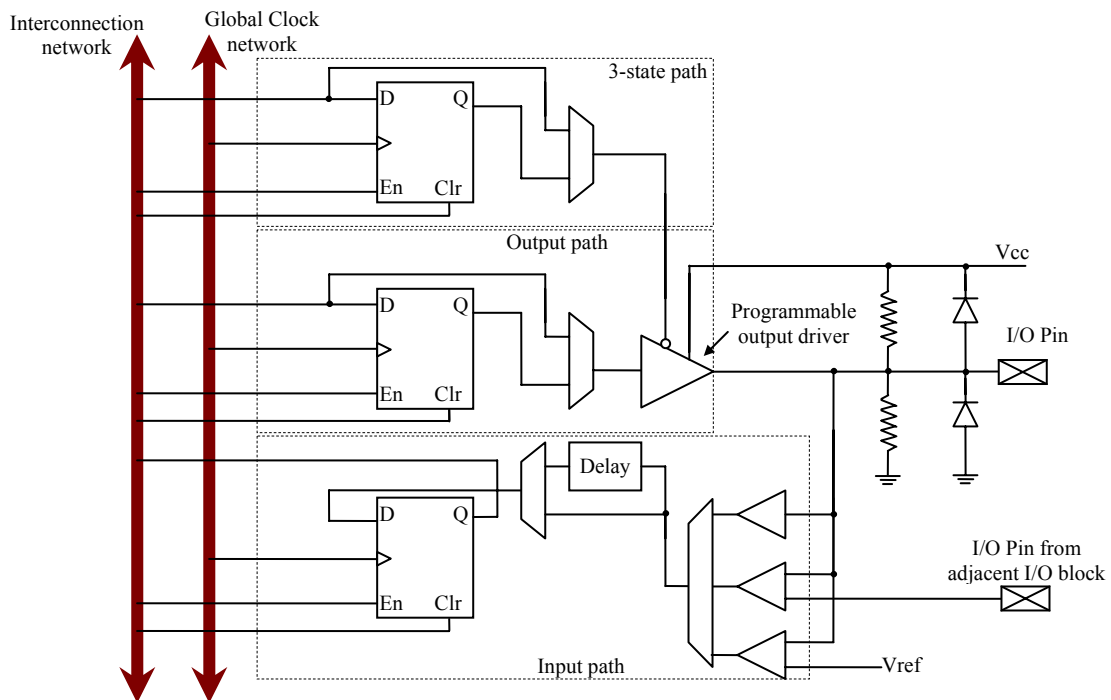 Interconnection
network
Global Clock
network
3-state path
D
Q
En
Clr
Output path
D
Q
En
Clr
Programmable
output driver
Vcc
I/O Pin
Delay
D
Q
En
Clr
I/O Pin from
adjacent I/O block
Vref
Input path